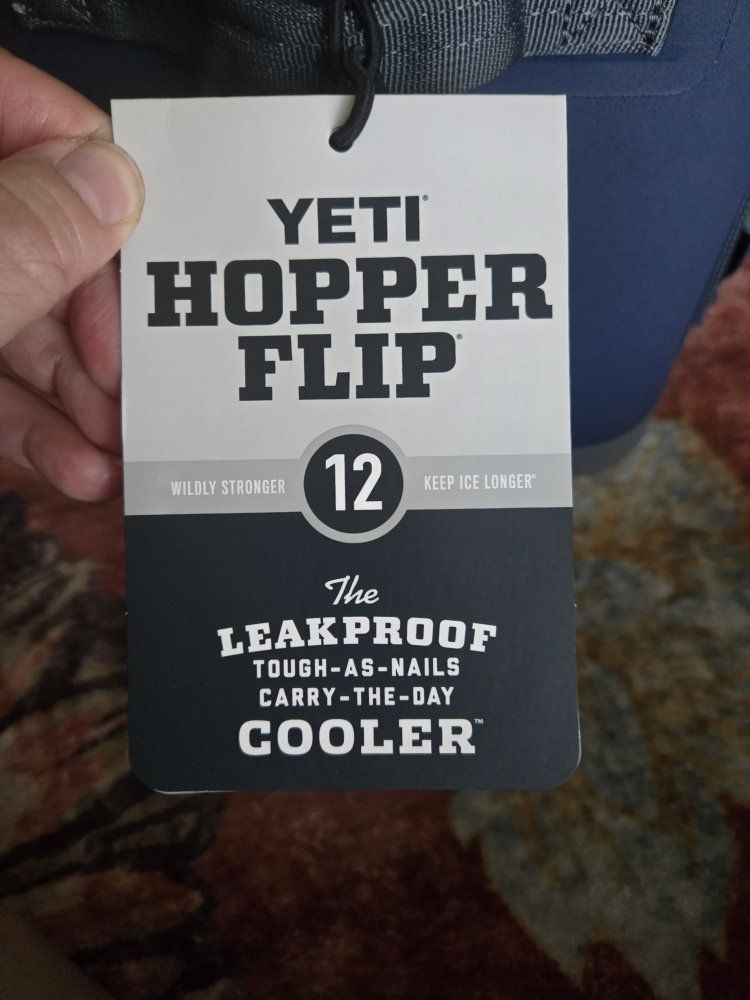 YETI®
HOPPER
FLIP®
WILDLY STRONGER 12 KEEP ICE LONGER®
The
LEAKPROOF
TOUGH-AS-NAILS
CARRY-THE-DAY
COOLER™